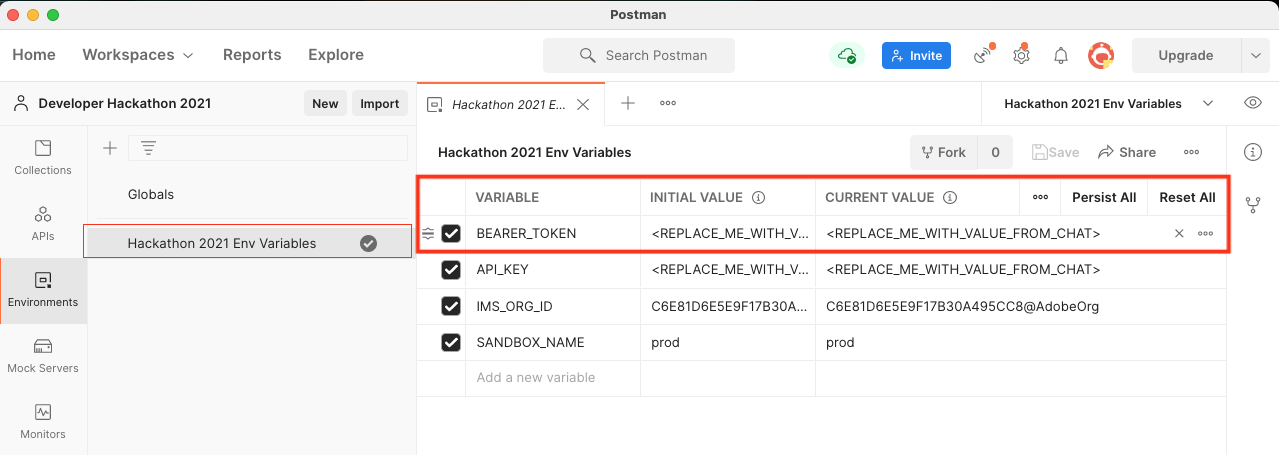 Postman
Home Workspaces Reports Explore Search Postman Invite Upgrade
Developer Hackathon 2021 New Import Hackathon 2021 E... Hackathon 2021 Env Variables
Collections
APIs
Environments
Mock Servers
Monitors
Globals
Hackathon 2021 Env Variables
Hackathon 2021 Env Variables Fork 0 Save Share
VARIABLE INITIAL VALUE CURRENT VALUE Persist All Reset All
BEARER_TOKEN <REPLACE_ME_WITH_V... <REPLACE_ME_WITH_VALUE_FROM_CHAT>
API_KEY <REPLACE_ME_WITH_V... <REPLACE_ME_WITH_VALUE_FROM_CHAT>
IMS_ORG_ID C6E81D6E5E9F17B30A... C6E81D6E5E9F17B30A495CC8@AdobeOrg
SANDBOX_NAME prod prod
Add a new variable